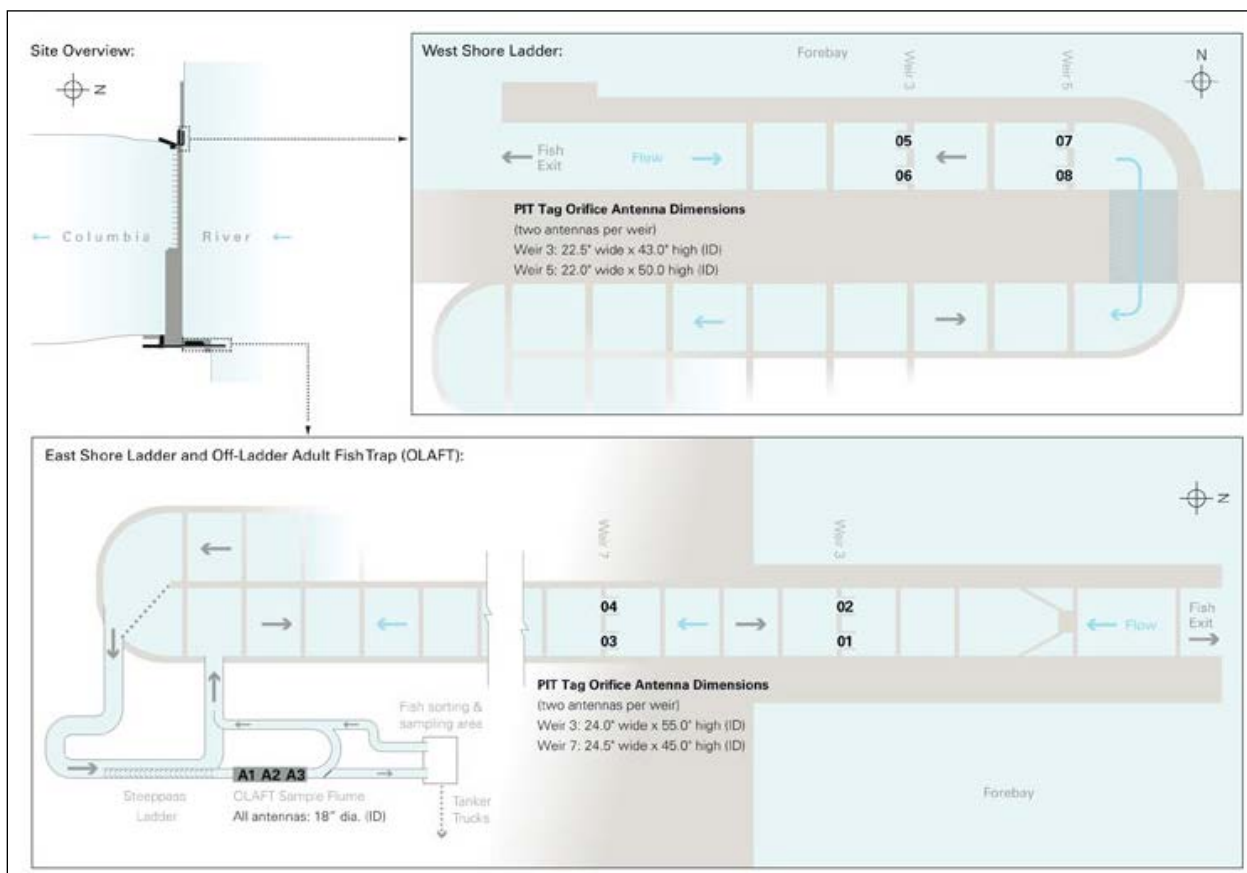 Site Overview:
N
Columbia River
West Shore Ladder:
Forebay
Weir 3
Weir 5
N
05
07
Fish
Exit
Flow
06
08
PIT Tag Orifice Antenna Dimensions
(two antennas per weir)
Weir 3: 22.5" wide x 43.0" high (ID)
Weir 5: 22.0" wide x 50.0 high (ID)
East Shore Ladder and Off-Ladder Adult Fish Trap (OLAFT):
N
Weir 7
Weir 3
04
02
03
01
Flow
Fish
Exit
PIT Tag Orifice Antenna Dimensions
(two antennas per weir)
Weir 3: 24.0" wide x 55.0" high (ID)
Weir 7: 24.5" wide x 45.0" high (ID)
Fish sorting &
sampling area
A1 A2 A3
Steeppass
Ladder
OLAFT Sample Flume
All antennas: 18" dia. (ID)
Tanker
Trucks
Forebay